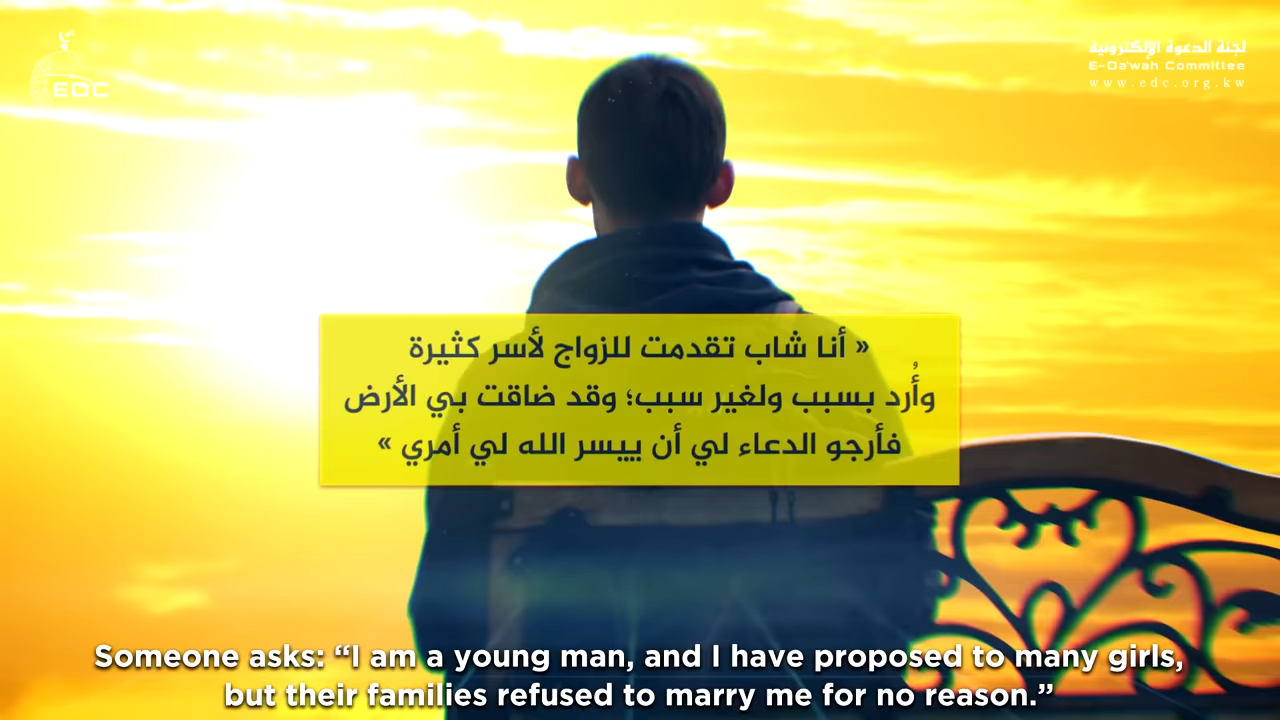 EDC
لجنة الدعوة الإلكترونية
E-Da'wah Committee
www.edc.org.kw
« أنا شاب تقدمت للزواج لأسر كثيرة
وأُرد بسبب ولغير سبب؛ وقد ضاقت بي الأرض
فأرجو الدعاء لي أن ييسر الله لي أمري »
Someone asks: “I am a young man, and I have proposed to many girls,
but their families refused to marry me for no reason.”